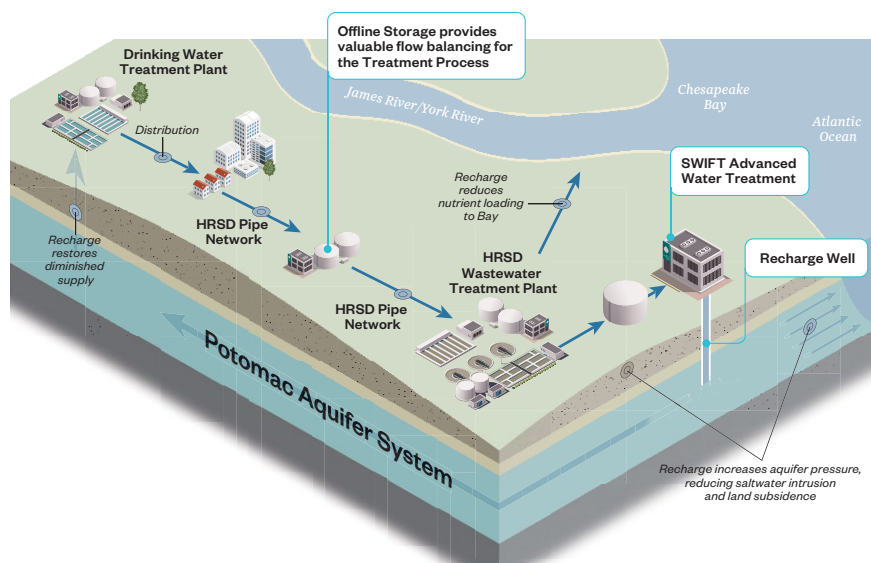 Offline Storage provides
valuable flow balancing for
the Treatment Process
Drinking Water
Treatment Plant
James River/York River
Chesapeake
Bay
Atlantic
Ocean
Distribution
SWIFT Advanced
Water Treatment
Recharge
reduces
nutrient loading
to Bay
HRSD Pipe
Network
Recharge
restores
diminished
supply
HRSD
Wastewater
Treatment Plant
Recharge Well
HRSD Pipe
Network
Potomac Aquifer System
Recharge increases aquifer pressure,
reducing saltwater intrusion
and land subsidence